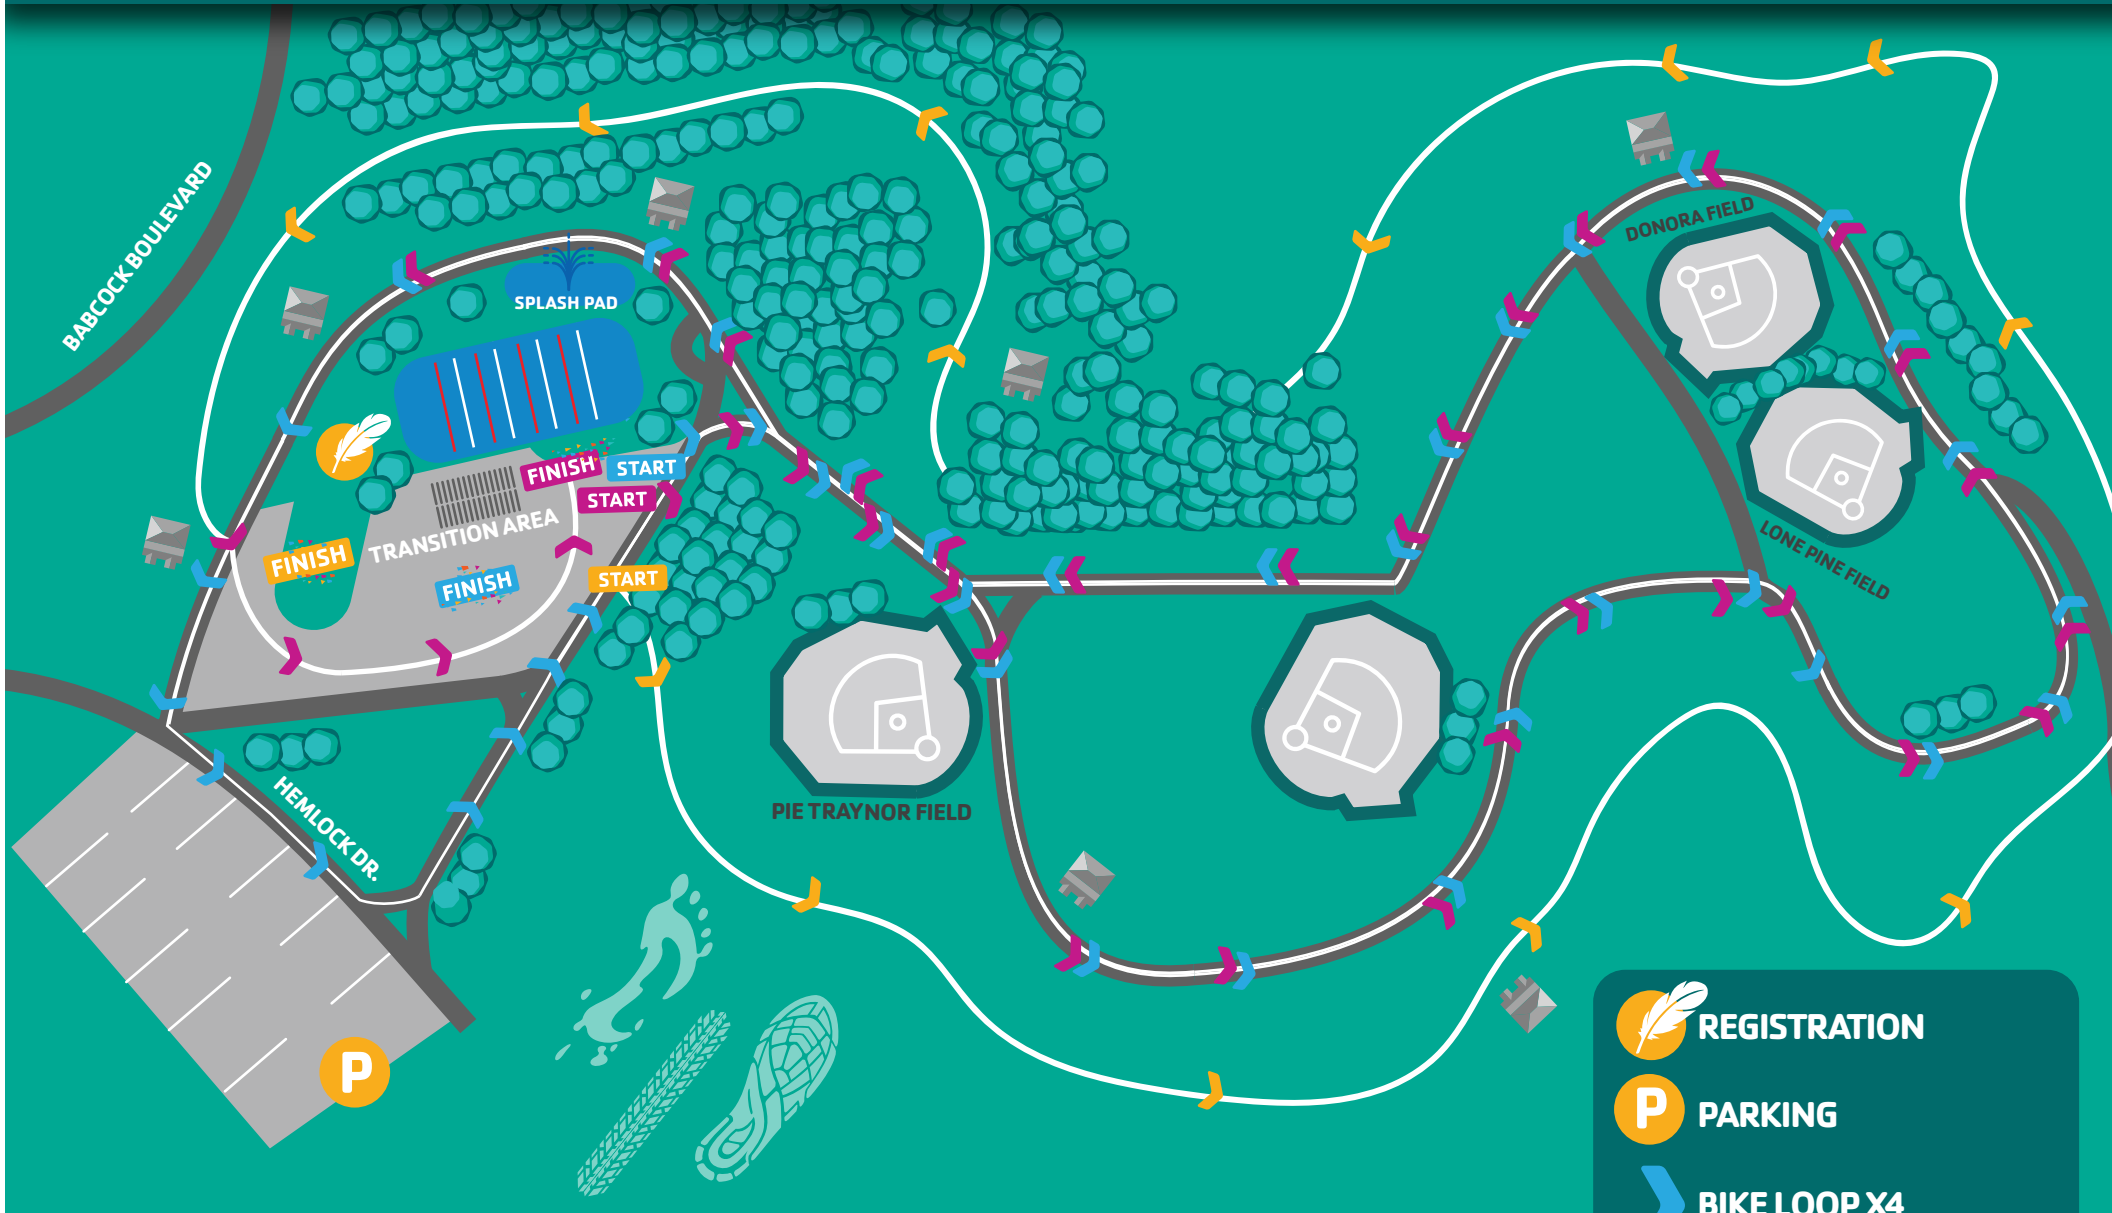 BABCOCK BOULEVARD
SPLASH PAD
FINISH
START
START
TRANSITION AREA
FINISH
FINISH
START
DONORA FIELD
LONE PINE FIELD
PIE TRAYNOR FIELD
HEMLOCK DR.
P
REGISTRATION
P
PARKING
BIKE LOOP X4